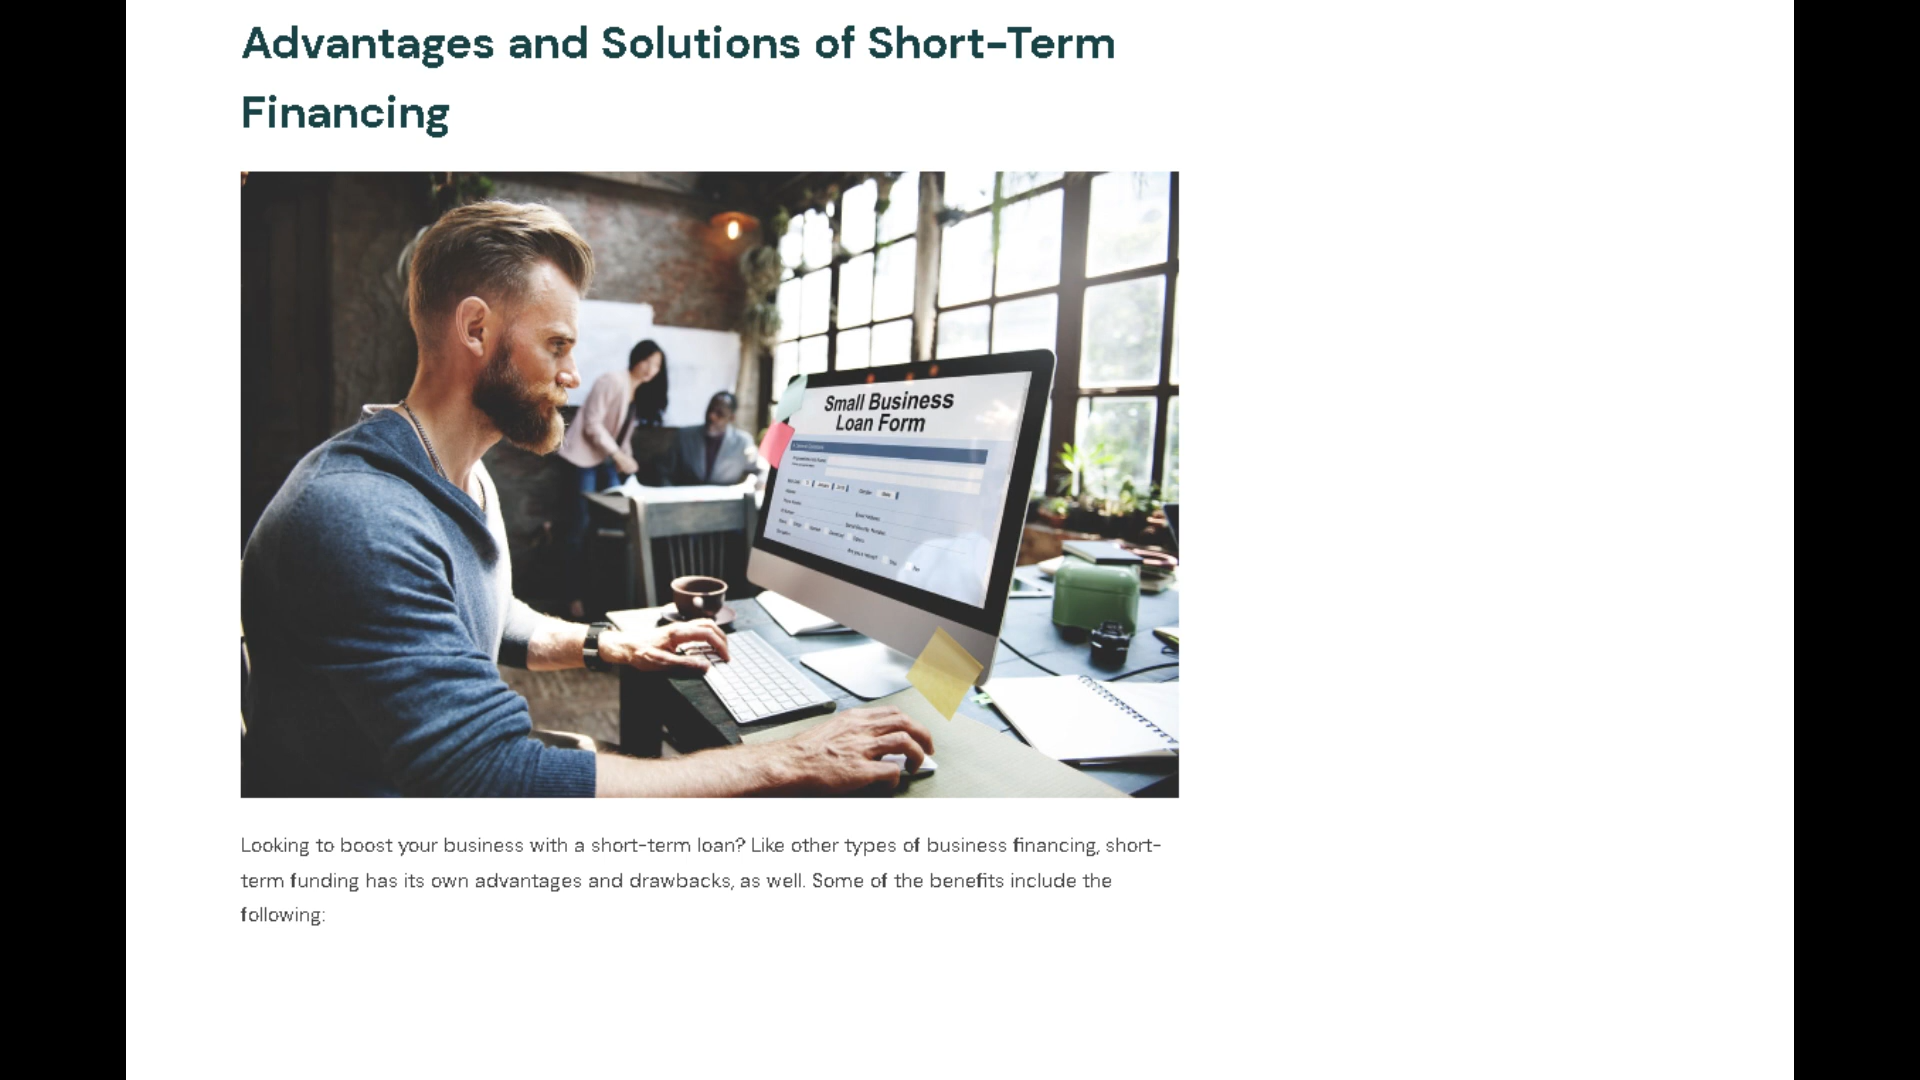 Advantages and Solutions of Short-Term
Financing
Small Business
Loan Form
Looking to boost your business with a short-term loan? Like other types of business financing, short-
term funding has its own advantages and drawbacks, as well. Some of the benefits include the
following: